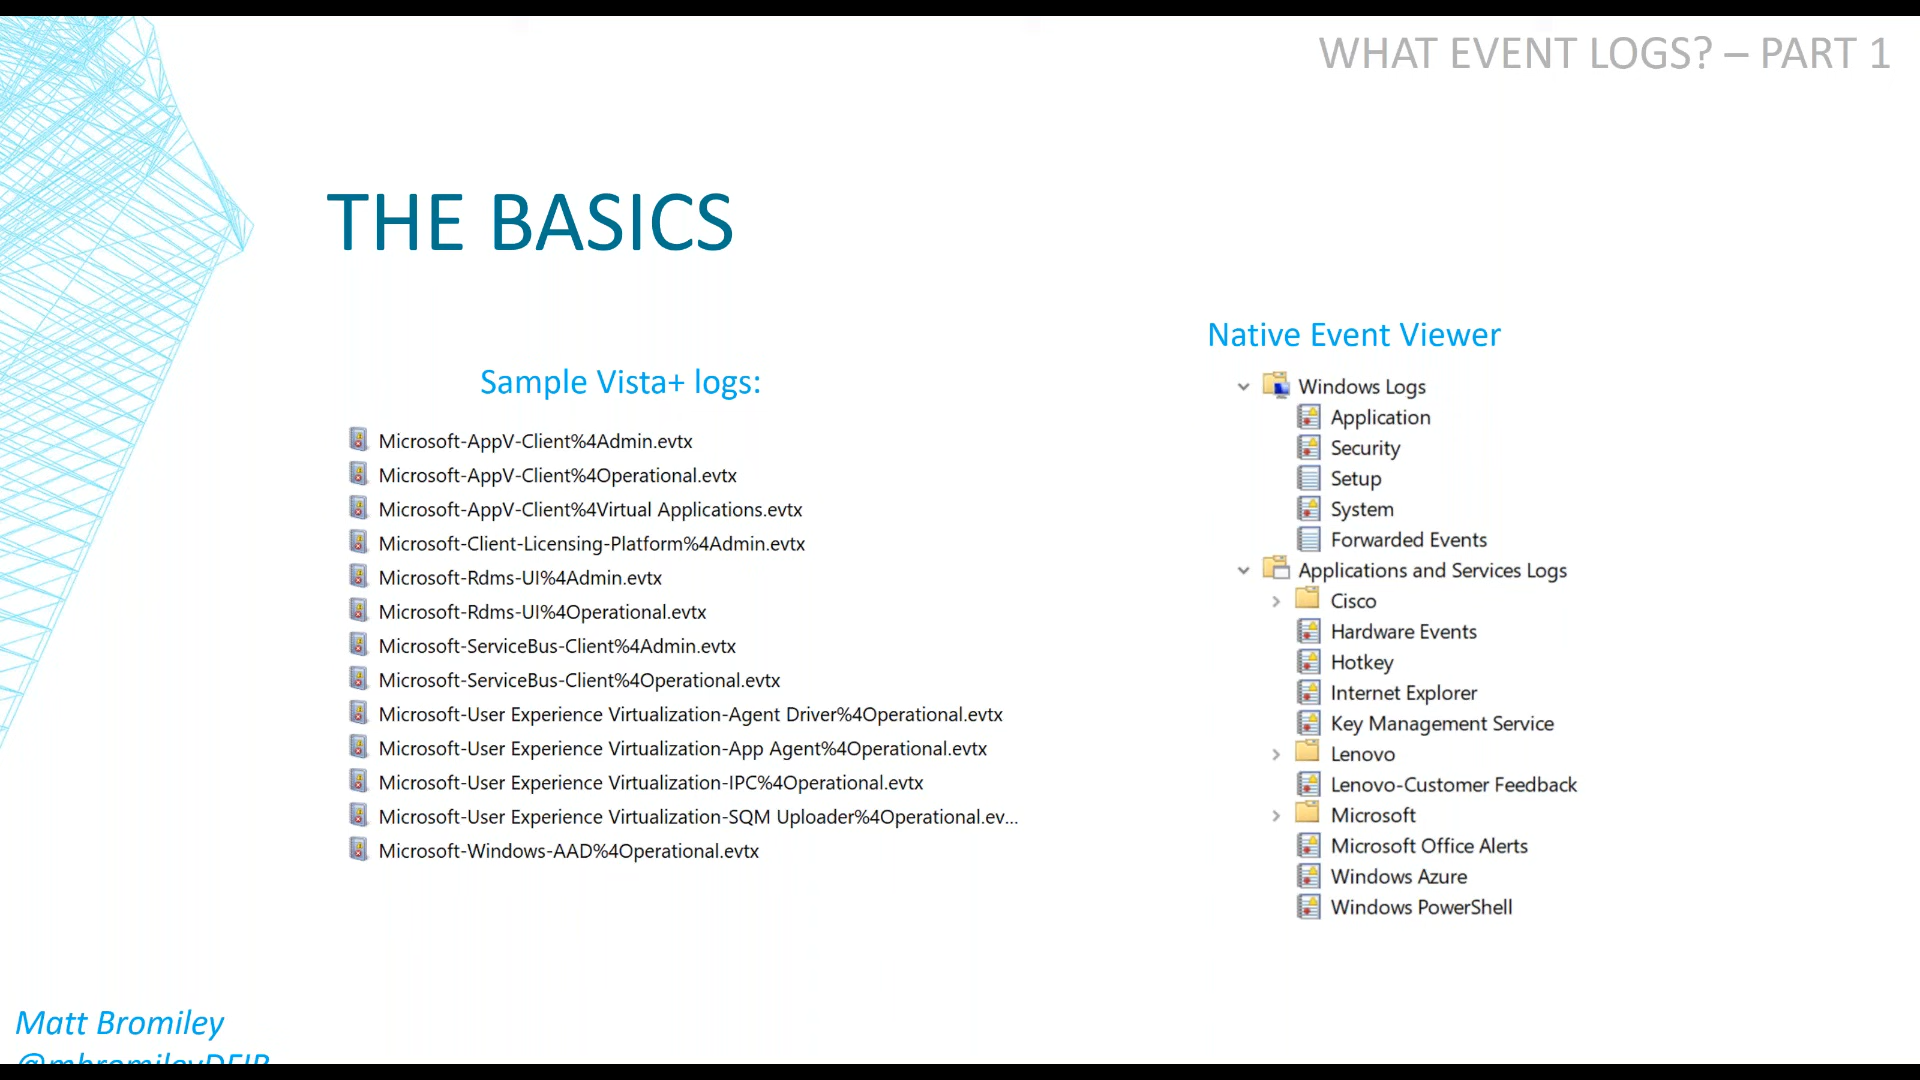 WHAT EVENT LOGS? – PART 1
THE BASICS
Sample Vista+ logs:
Microsoft-AppV-Client%4Admin.evtx
Microsoft-AppV-Client%4Operational.evtx
Microsoft-AppV-Client%4Virtual Applications.evtx
Microsoft-Client-Licensing-Platform%4Admin.evtx
Microsoft-Rdms-UI%4Admin.evtx
Microsoft-Rdms-UI%4Operational.evtx
Microsoft-ServiceBus-Client%4Admin.evtx
Microsoft-ServiceBus-Client%4Operational.evtx
Microsoft-User Experience Virtualization-Agent Driver%4Operational.evtx
Microsoft-User Experience Virtualization-App Agent%4Operational.evtx
Microsoft-User Experience Virtualization-IPC%4Operational.evtx
Microsoft-User Experience Virtualization-SQM Uploader%4Operational.ev...
Microsoft-Windows-AAD%4Operational.evtx
Native Event Viewer
Windows Logs
Application
Security
Setup
System
Forwarded Events
Applications and Services Logs
Cisco
Hardware Events
Hotkey
Internet Explorer
Key Management Service
Lenovo
Lenovo-Customer Feedback
Microsoft
Microsoft Office Alerts
Windows Azure
Windows PowerShell
Matt Bromiley
@mbromileyDFIR